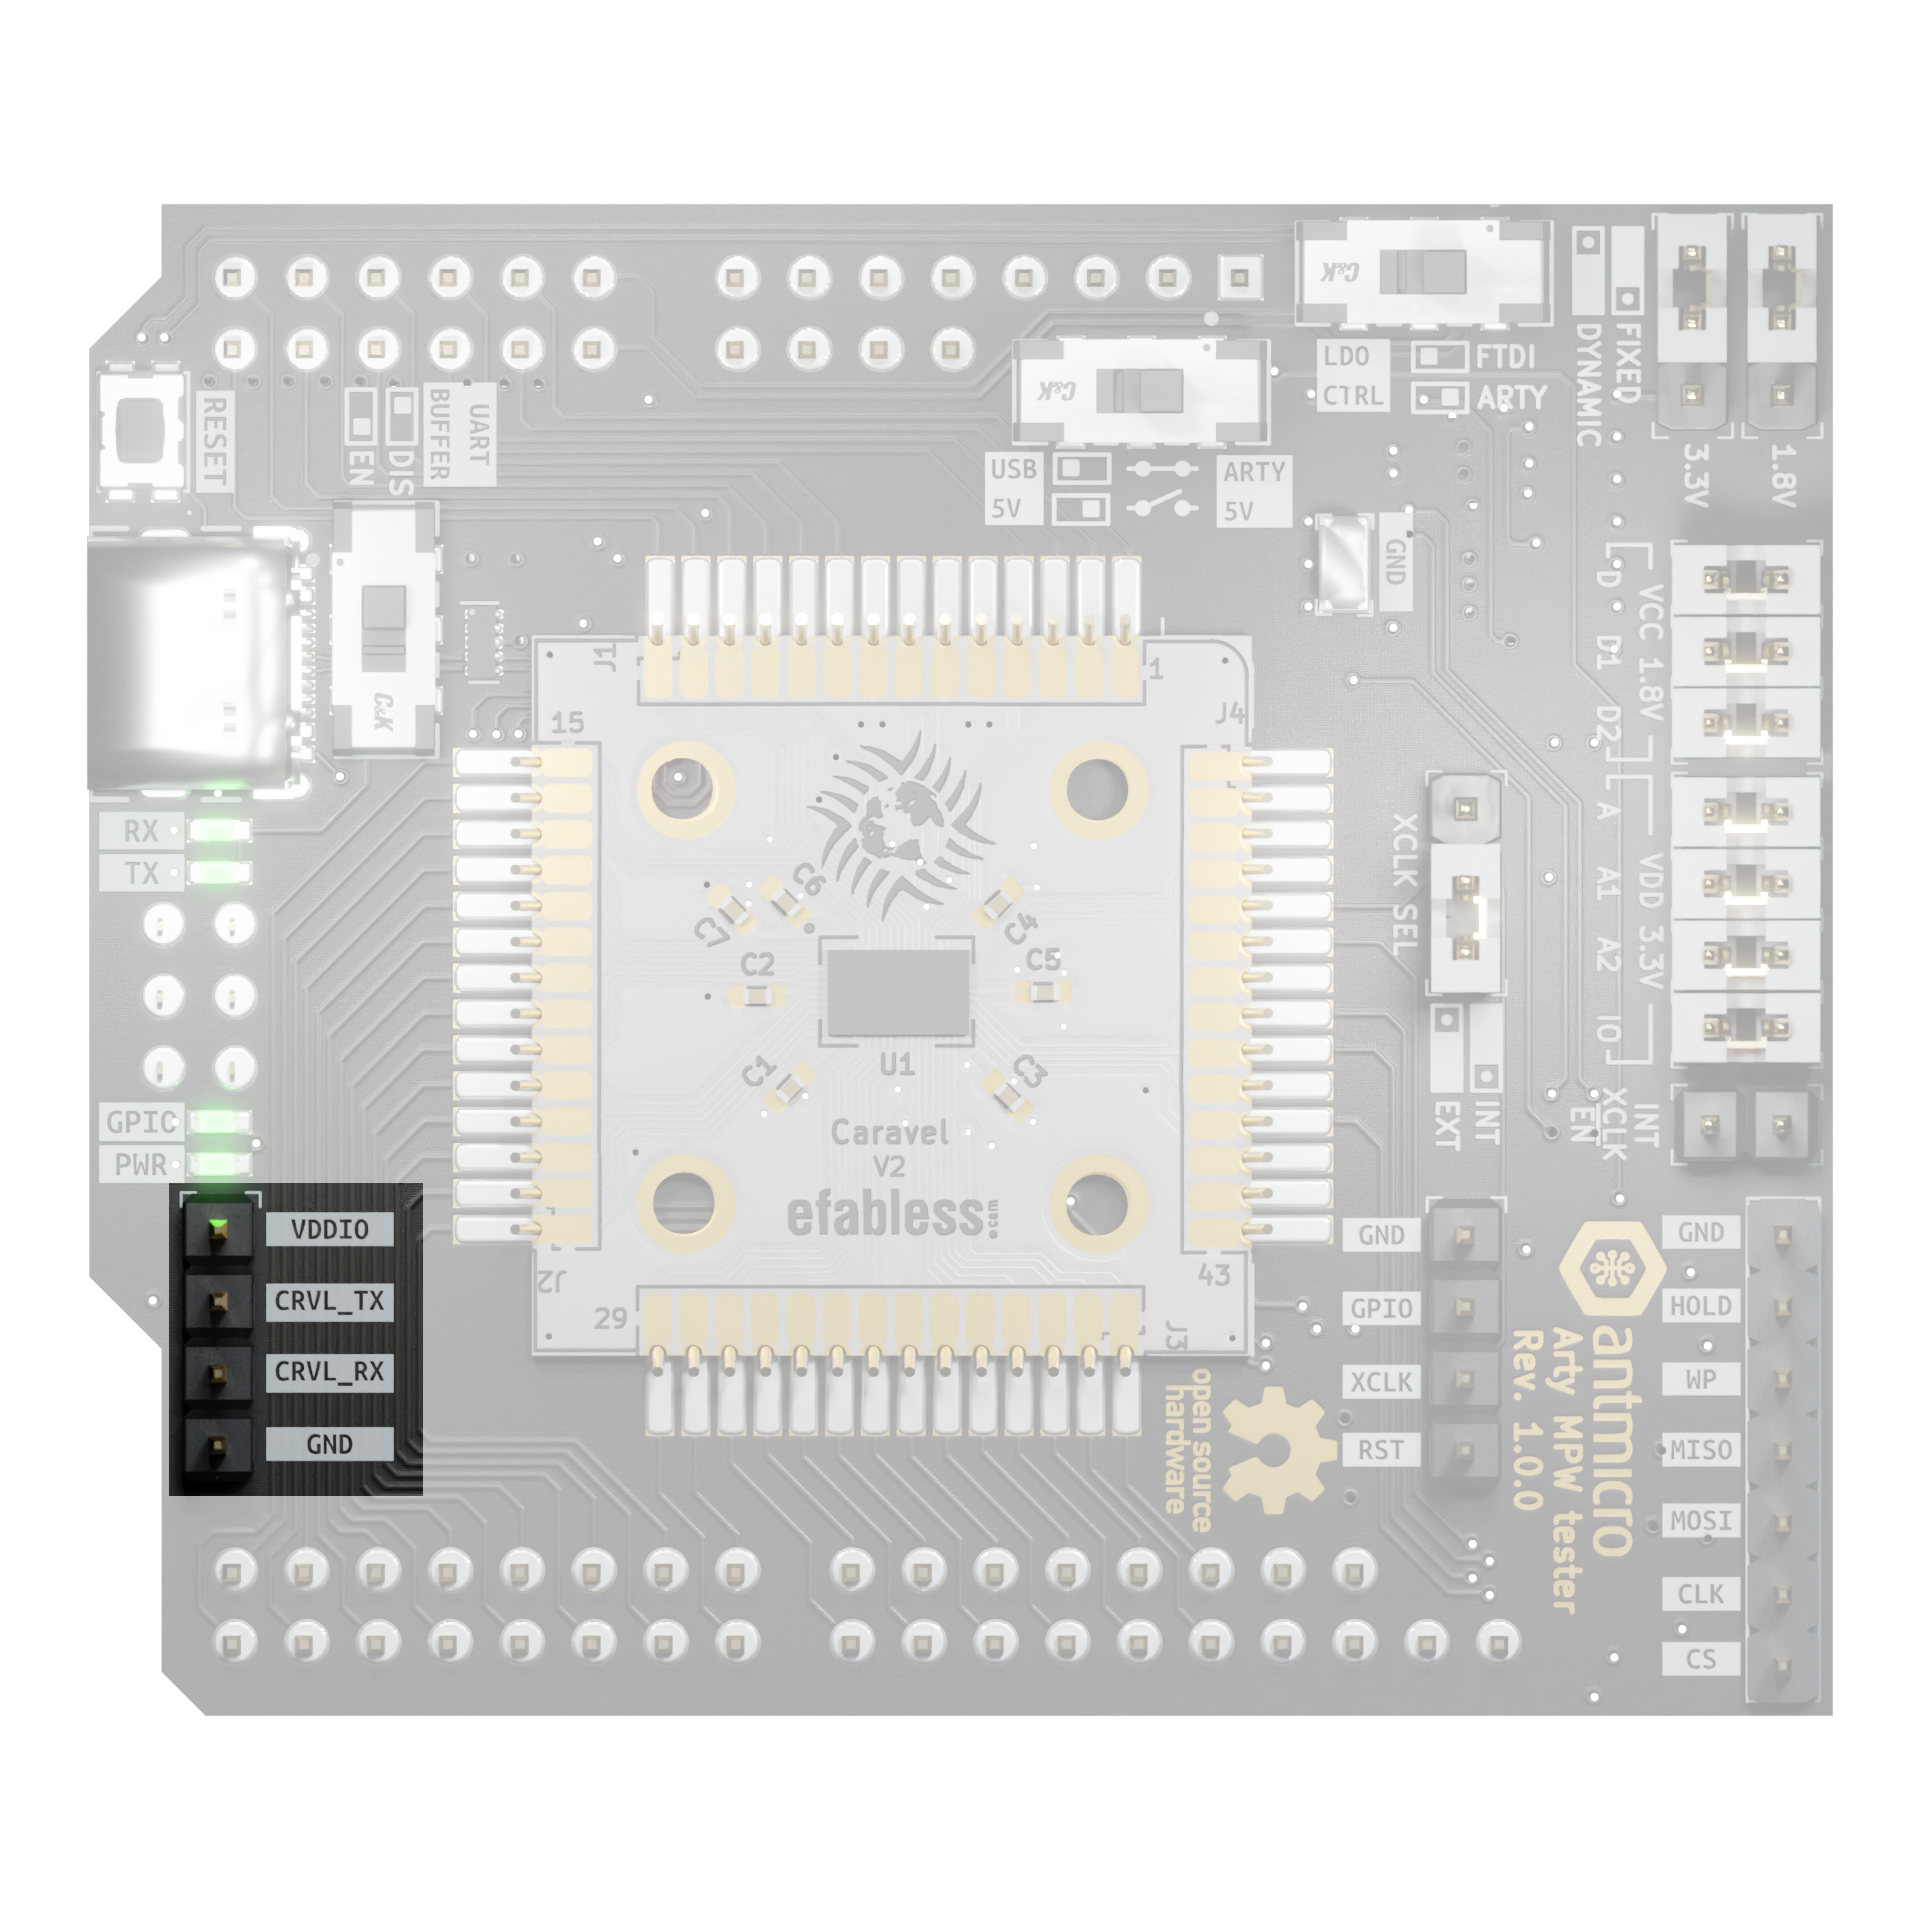 C&K
LDO
CTRL
FTDI
ARTY
DYNAMIC
FIXED
3.3V
1.8V
C&K
USB
5V
ARTY
5V
RESET
EN
DIS
UART
BUFFER
C&K
GND
D
D1
D2
VCC 1.8V
A
A1
A2
IO
VDD 3.3V
J1
1
15
J4
RX
TX
C7
C6
C4
C2
C5
C1
U1
C3
XCLK SEL
EXT
INT
INT
XCLK
EN
GPIO
PWR
Caravel
V2
efabless.com
J2
29
43
J3
VDDIO
CRVL_TX
CRVL_RX
GND
GND
GPIO
XCLK
RST
open source
hardware
antmicro
Arty MPW tester
Rev. 1.0.0
GND
HOLD
WP
MISO
MOSI
CLK
CS